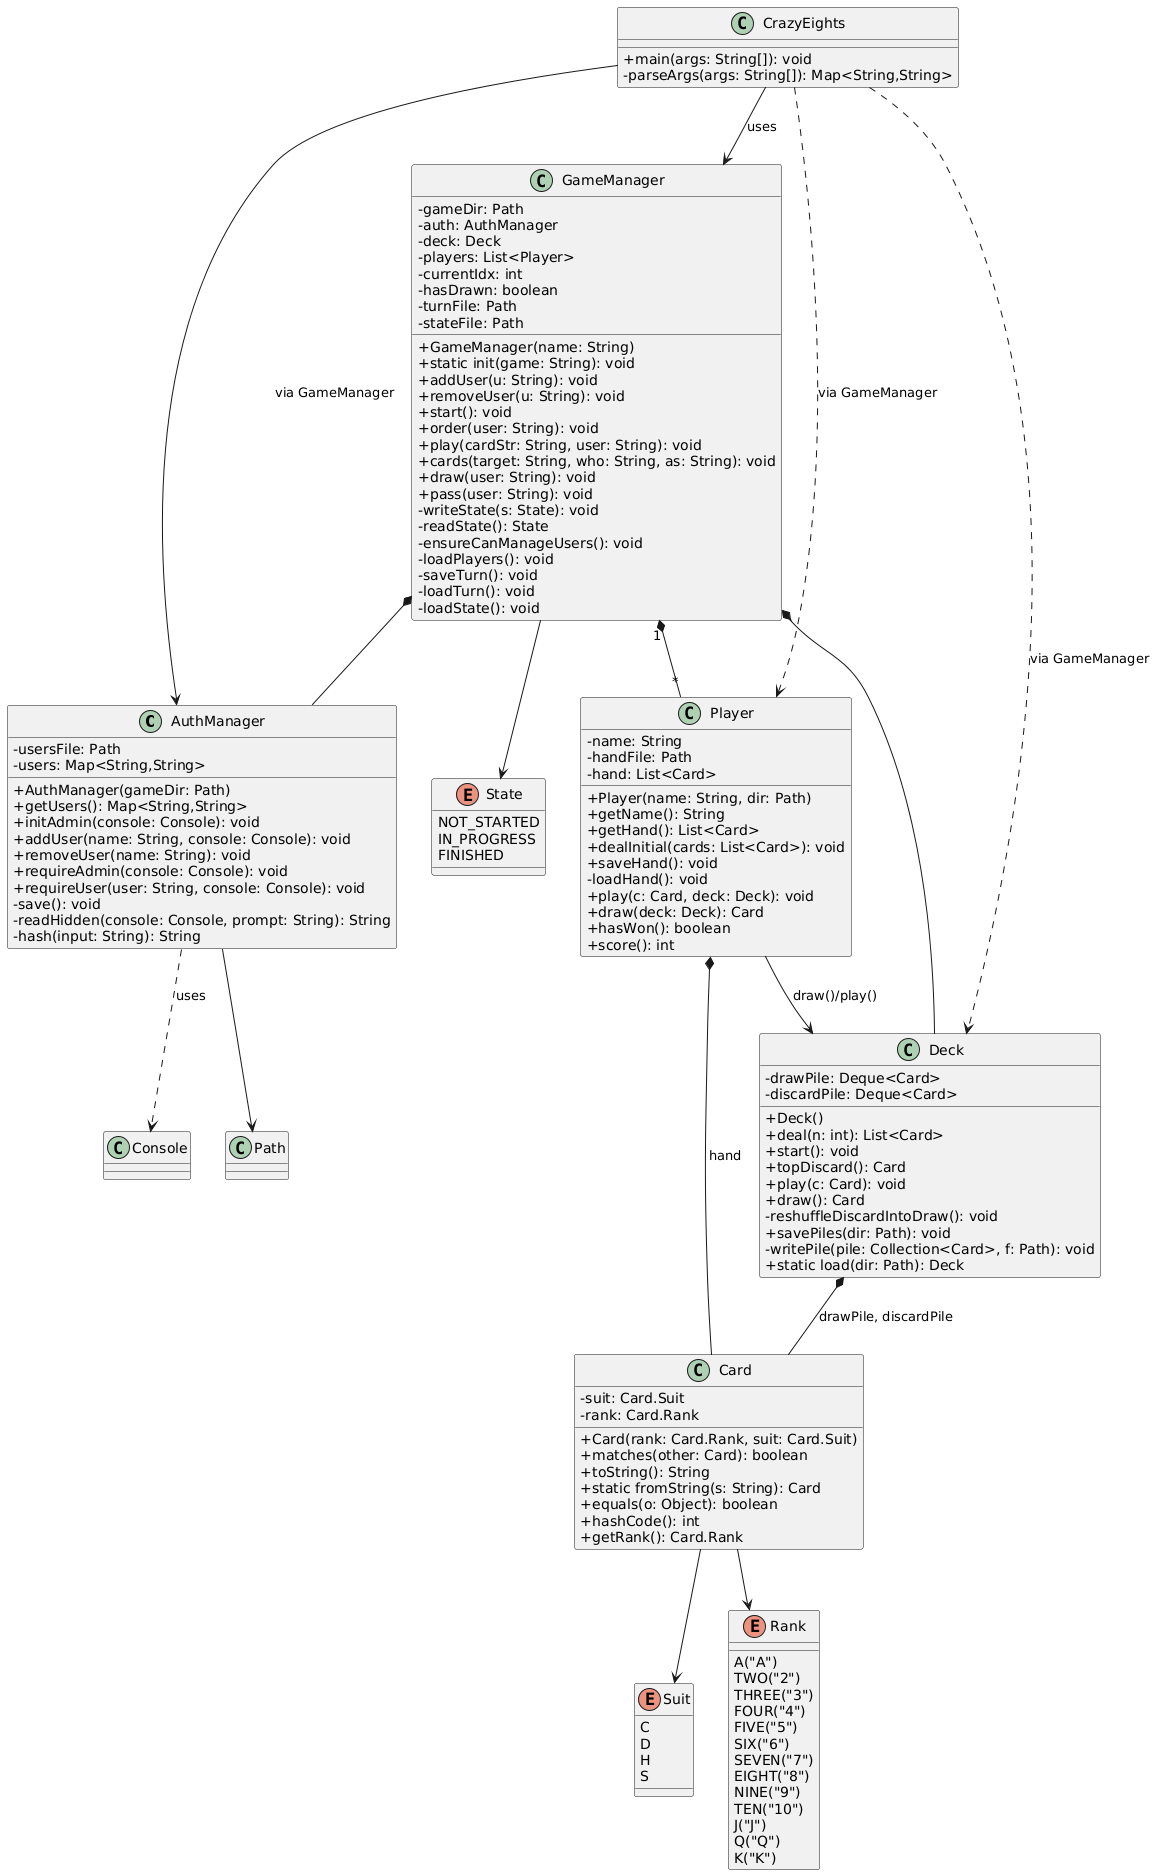 C CrazyEights
+main(args: String[]): void
-parseArgs(args: String[]): Map<String,String>
uses
C GameManager
-gameDir: Path
-auth: AuthManager
-deck: Deck
-players: List<Player>
-currentIdx: int
-hasDrawn: boolean
-turnFile: Path
-stateFile: Path
+GameManager(name: String)
+static init(game: String): void
+addUser(u: String): void
+removeUser(u: String): void
+start(): void
+order(user: String): void
+play(cardStr: String, user: String): void
+cards(target: String, who: String, as: String): void
+draw(user: String): void
+pass(user: String): void
-writeState(s: State): void
-readState(): State
-ensureCanManageUsers(): void
-loadPlayers(): void
-saveTurn(): void
-loadTurn(): void
-loadState(): void
via GameManager
via GameManager
via GameManager
1
*
C AuthManager
-usersFile: Path
-users: Map<String,String>
+AuthManager(gameDir: Path)
+getUsers(): Map<String,String>
+initAdmin(console: Console): void
+addUser(name: String, console: Console): void
+removeUser(name: String): void
+requireAdmin(console: Console): void
+requireUser(user: String, console: Console): void
-save(): void
-readHidden(console: Console, prompt: String): String
-hash(input: String): String
E State
NOT_STARTED
IN_PROGRESS
FINISHED
C Player
-name: String
-handFile: Path
-hand: List<Card>
+Player(name: String, dir: Path)
+getName(): String
+getHand(): List<Card>
+dealInitial(cards: List<Card>): void
+saveHand(): void
-loadHand(): void
+play(c: Card, deck: Deck): void
+draw(deck: Deck): Card
+hasWon(): boolean
+score(): int
uses
draw()/play()
C Console
C Path
hand
C Deck
-drawPile: Deque<Card>
-discardPile: Deque<Card>
+Deck()
+deal(n: int): List<Card>
+start(): void
+topDiscard(): Card
+play(c: Card): void
+draw(): Card
-reshuffleDiscardIntoDraw(): void
+savePiles(dir: Path): void
-writePile(pile: Collection<Card>, f: Path): void
+static load(dir: Path): Deck
drawPile, discardPile
C Card
-suit: Card.Suit
-rank: Card.Rank
+Card(rank: Card.Rank, suit: Card.Suit)
+matches(other: Card): boolean
+toString(): String
+static fromString(s: String): Card
+equals(o: Object): boolean
+hashCode(): int
+getRank(): Card.Rank
E Suit
C
D
H
S
E Rank
A("A")
TWO("2")
THREE("3")
FOUR("4")
FIVE("5")
SIX("6")
SEVEN("7")
EIGHT("8")
NINE("9")
TEN("10")
J("J")
Q("Q")
K("K")